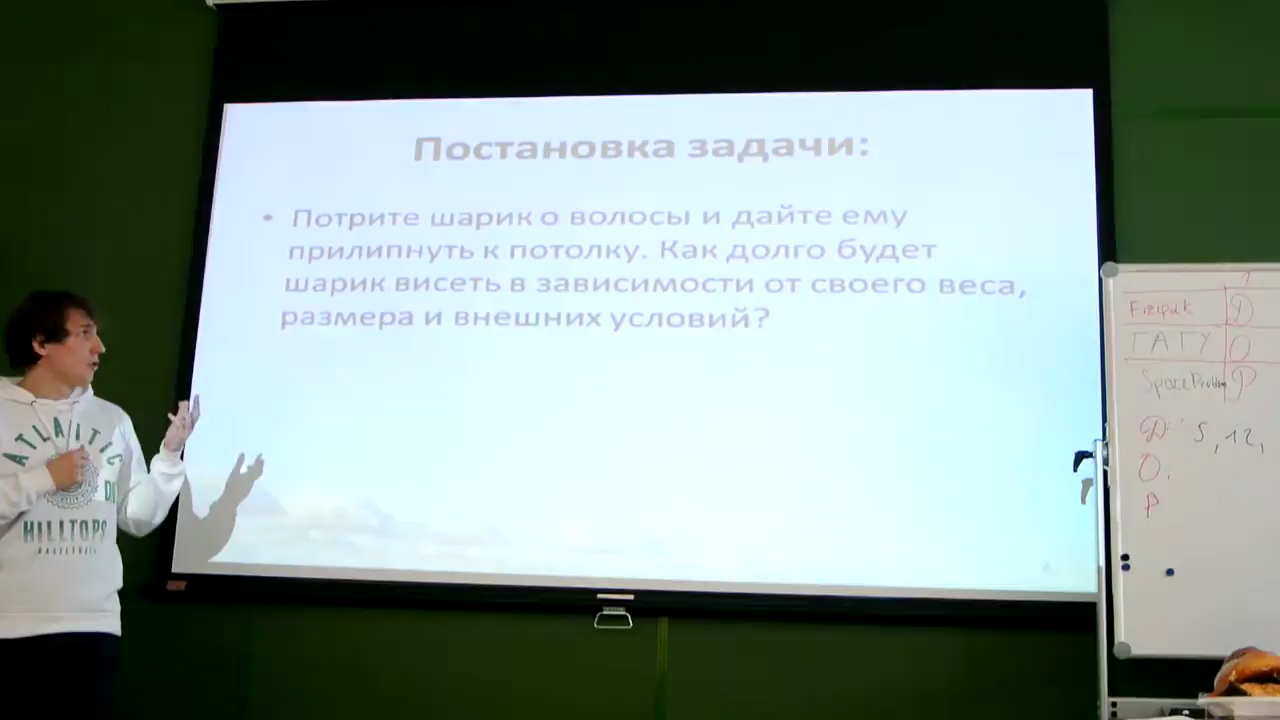 Постановка задачи:
• Потрите шарик о волосы и дайте ему
прилипнуть к потолку. Как долго будет
шарик висеть в зависимости от своего веса,
размера и внешних условий?
ATLANTIC
HILLTOPS
BASKETBALL
1
Fizipak Д
ГАГУ О
SpaceProblem Р
Д: 5, 12,
О.
Р